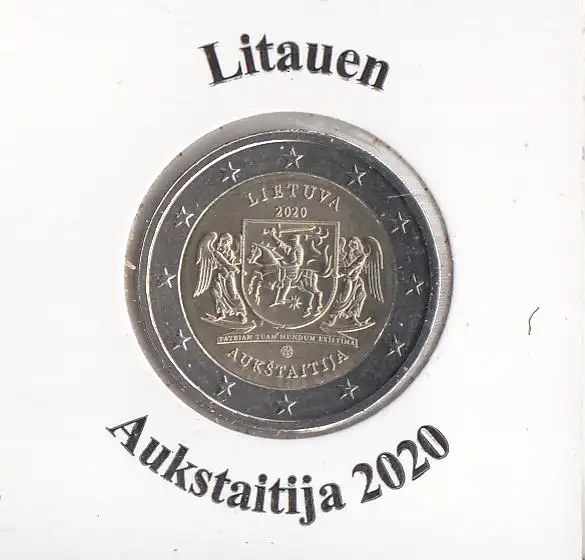 Litauen
LIETUVA
2020
PATRIAM TUAM MUNDUM EXISTIMA
AUKŠTAITIJA
Aukstaitija 2020